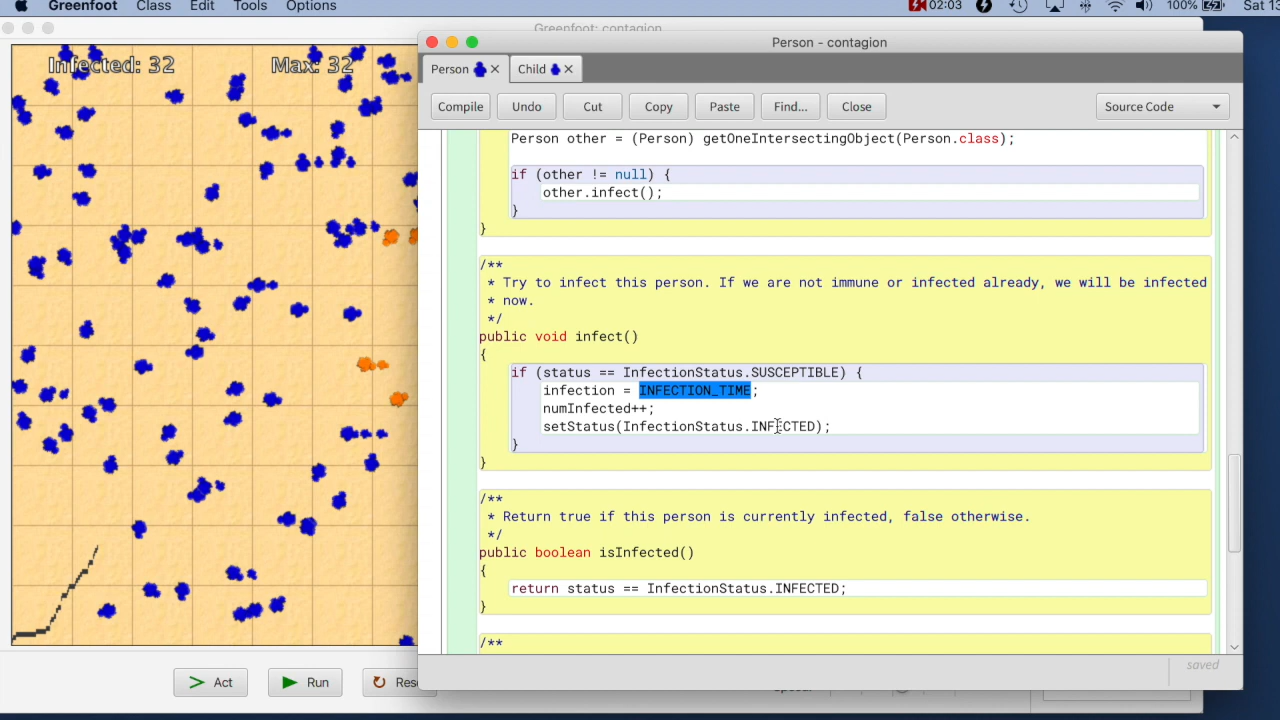 Greenfoot Class Edit Tools Options 02:03 100% Sat 13
Greenfoot: contagion
Infected: 32 Max: 32
Person - contagion
Person Child
Compile Undo Cut Copy Paste Find... Close Source Code
Person other = (Person) getOneIntersectingObject(Person.class);
if (other != null) {
other.infect();
}
}
/**
* Try to infect this person. If we are not immune or infected already, we will be infected
* now.
*/
public void infect()
{
if (status == InfectionStatus.SUSCEPTIBLE) {
infection = INFECTION_TIME;
numInfected++;
setStatus(InfectionStatus.INFECTED);
}
}
/**
* Return true if this person is currently infected, false otherwise.
*/
public boolean isInfected()
{
return status == InfectionStatus.INFECTED;
}
/**
saved
Act Run